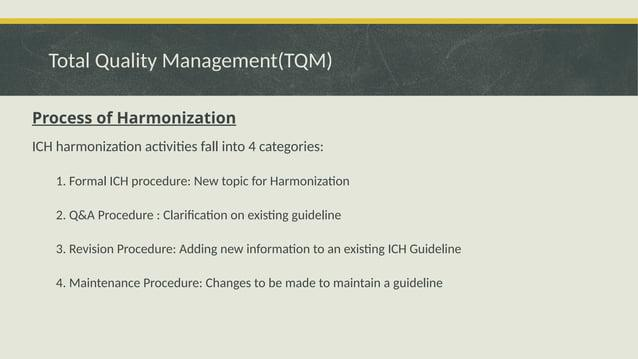 Total Quality Management(TQM)
Process of Harmonization
ICH harmonization activities fall into 4 categories:
1. Formal ICH procedure: New topic for Harmonization
2. Q&A Procedure : Clarification on existing guideline
3. Revision Procedure: Adding new information to an existing ICH Guideline
4. Maintenance Procedure: Changes to be made to maintain a guideline